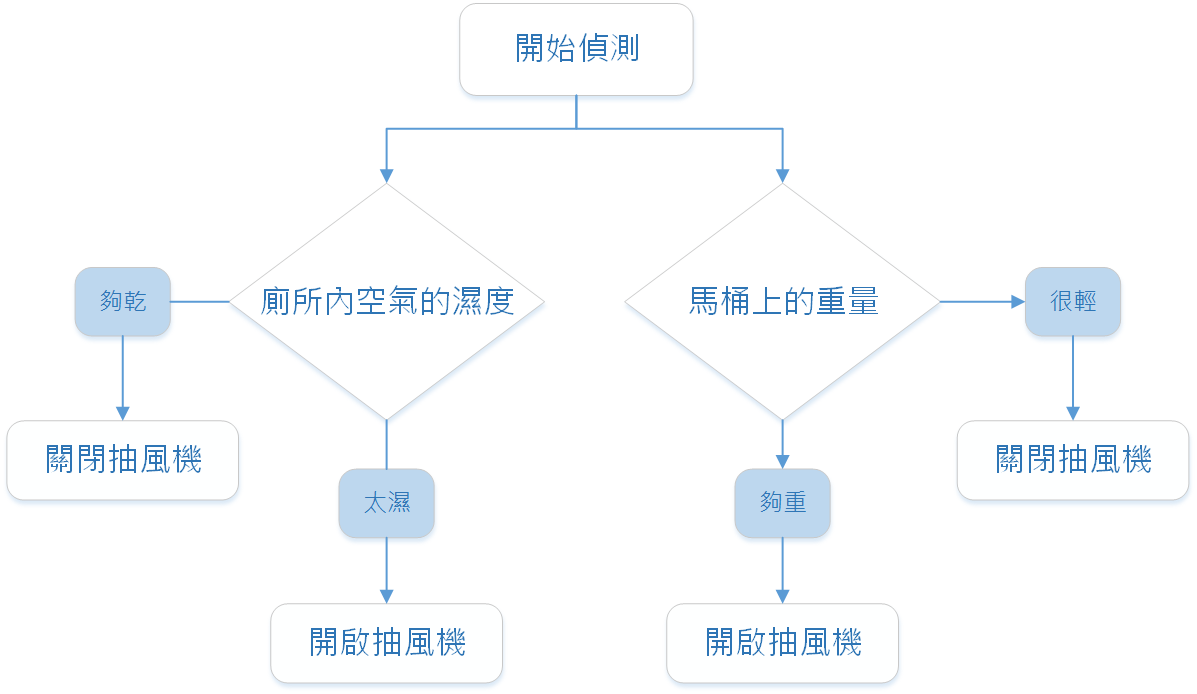 開始偵測
廁所內空氣的濕度
馬桶上的重量
夠乾
很輕
關閉抽風機
關閉抽風機
太濕
夠重
開啟抽風機
開啟抽風機